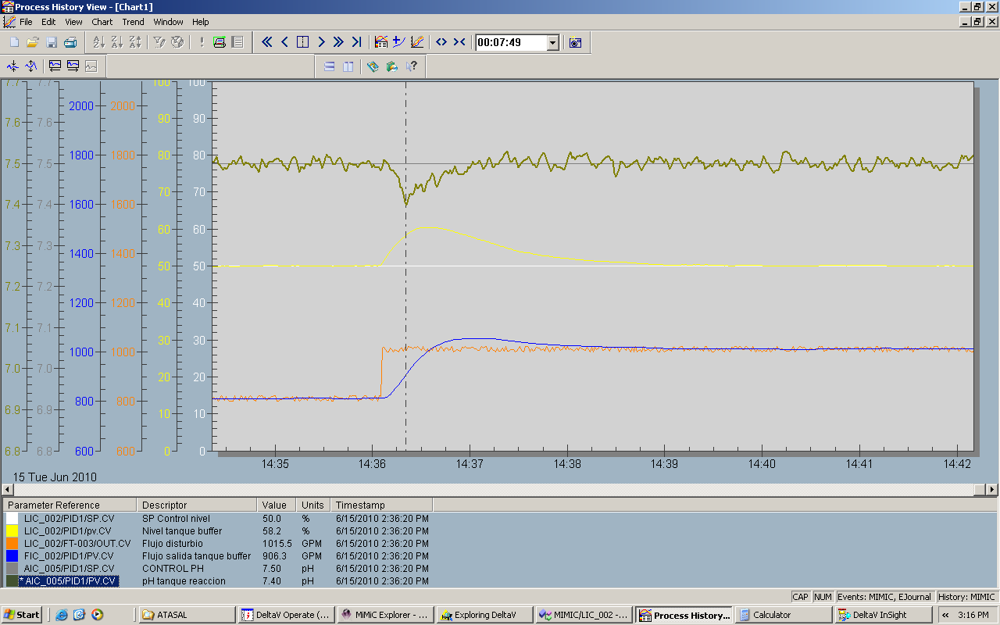 Process History View - [Chart1]
File Edit View Chart Trend Window Help
00:07:49
7.7 7.7 100 100
2000 2000 90 90
7.6 7.6
1800 1800 80 80
7.5 7.5
70 70
7.4 7.4 1600 1600
60 60
7.3 7.3 1400 1400
50 50
7.2 7.2
1200 1200 40 40
7.1 7.1
1000 1000 30 30
7.0 7.0
20 20
6.9 6.9 800 800
10 10
6.8 6.8 600 600 0 0
14:35 14:36 14:37 14:38 14:39 14:40 14:41 14:42
15 Tue Jun 2010
Parameter Reference Descriptor Value Units Timestamp
LIC_002/PID1/SP.CV SP Control nivel 50.0 % 6/15/2010 2:36:20 PM
LIC_002/PID1/pv.CV Nivel tanque buffer 58.2 % 6/15/2010 2:36:20 PM
LIC_002/FT-003/OUT.CV Flujo disturbio 1015.5 GPM 6/15/2010 2:36:20 PM
FIC_002/PID1/PV.CV Flujo salida tanque buffer 906.3 GPM 6/15/2010 2:36:20 PM
AIC_005/PID1/SP.CV CONTROL PH 7.50 pH 6/15/2010 2:36:20 PM
* AIC_005/PID1/PV.CV pH tanque reaccion 7.40 pH 6/15/2010 2:36:20 PM
CAP NUM Events: MIMIC, EJournal History: MIMIC
Start ATASAL DeltaV Operate (... MiMiC Explorer - ... Exploring DeltaV MIMIC/LIC_002 -... Process History... Calculator DeltaV InSight « 3:16 PM